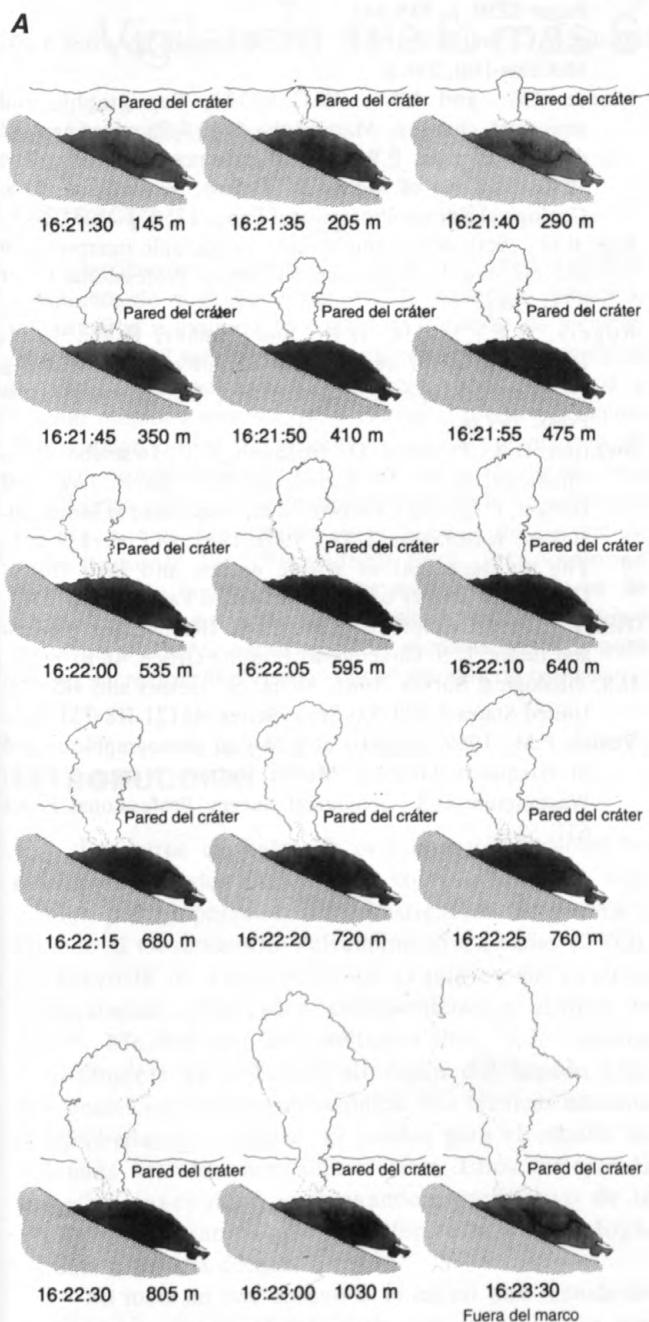 A
Pared del cráter Pared del cráter Pared del cráter
16:21:30 145 m 16:21:35 205 m 16:21:40 290 m
Pared del cráter Pared del cráter Pared del cráter
16:21:45 350 m 16:21:50 410 m 16:21:55 475 m
Pared del cráter Pared del cráter Pared del cráter
16:22:00 535 m 16:22:05 595 m 16:22:10 640 m
Pared del cráter Pared del cráter Pared del cráter
16:22:15 680 m 16:22:20 720 m 16:22:25 760 m
Pared del cráter Pared del cráter Pared del cráter
16:22:30 805 m 16:23:00 1030 m 16:23:30
Fuera del marco